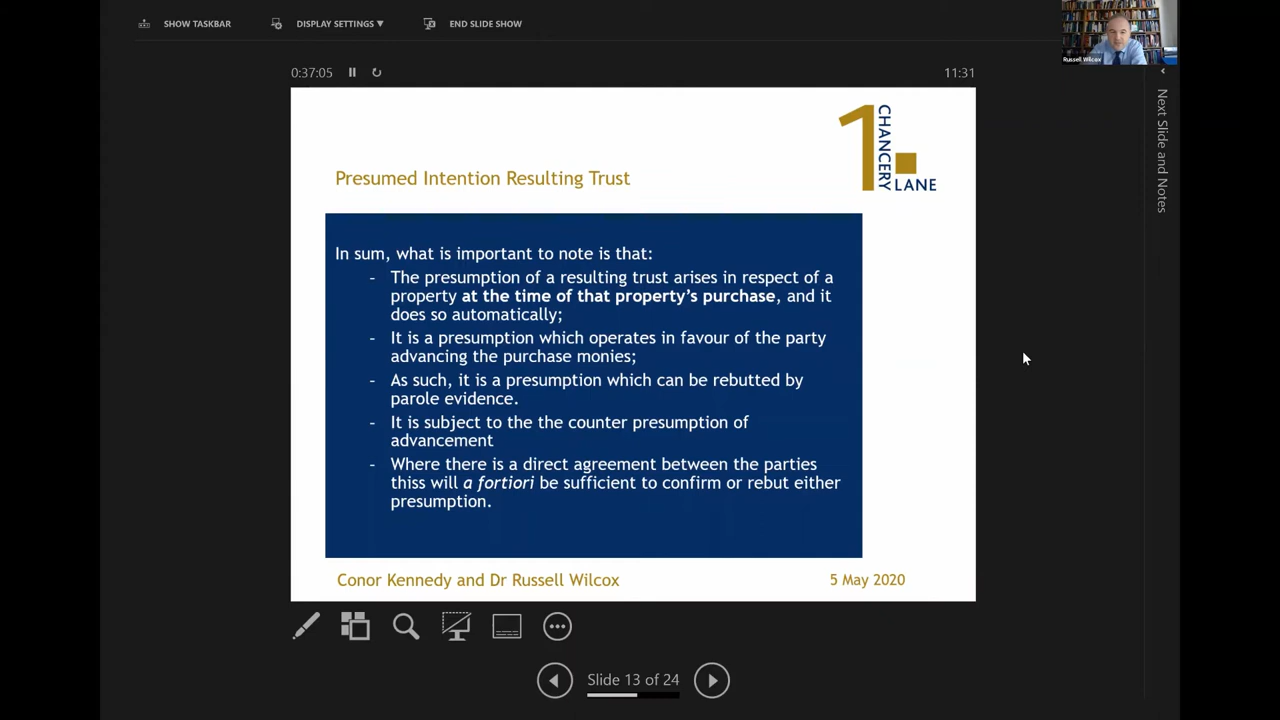 SHOW TASKBAR
DISPLAY SETTINGS ▼
END SLIDE SHOW
Russell Wilcox
0:37:05
11:31
Next Slide and Notes
1 CHANCERY LANE
Presumed Intention Resulting Trust
In sum, what is important to note is that:
- The presumption of a resulting trust arises in respect of a
property at the time of that property's purchase, and it
does so automatically;
- It is a presumption which operates in favour of the party
advancing the purchase monies;
- As such, it is a presumption which can be rebutted by
parole evidence.
- It is subject to the the counter presumption of
advancement
- Where there is a direct agreement between the parties
thiss will a fortiori be sufficient to confirm or rebut either
presumption.
Conor Kennedy and Dr Russell Wilcox
5 May 2020
Slide 13 of 24